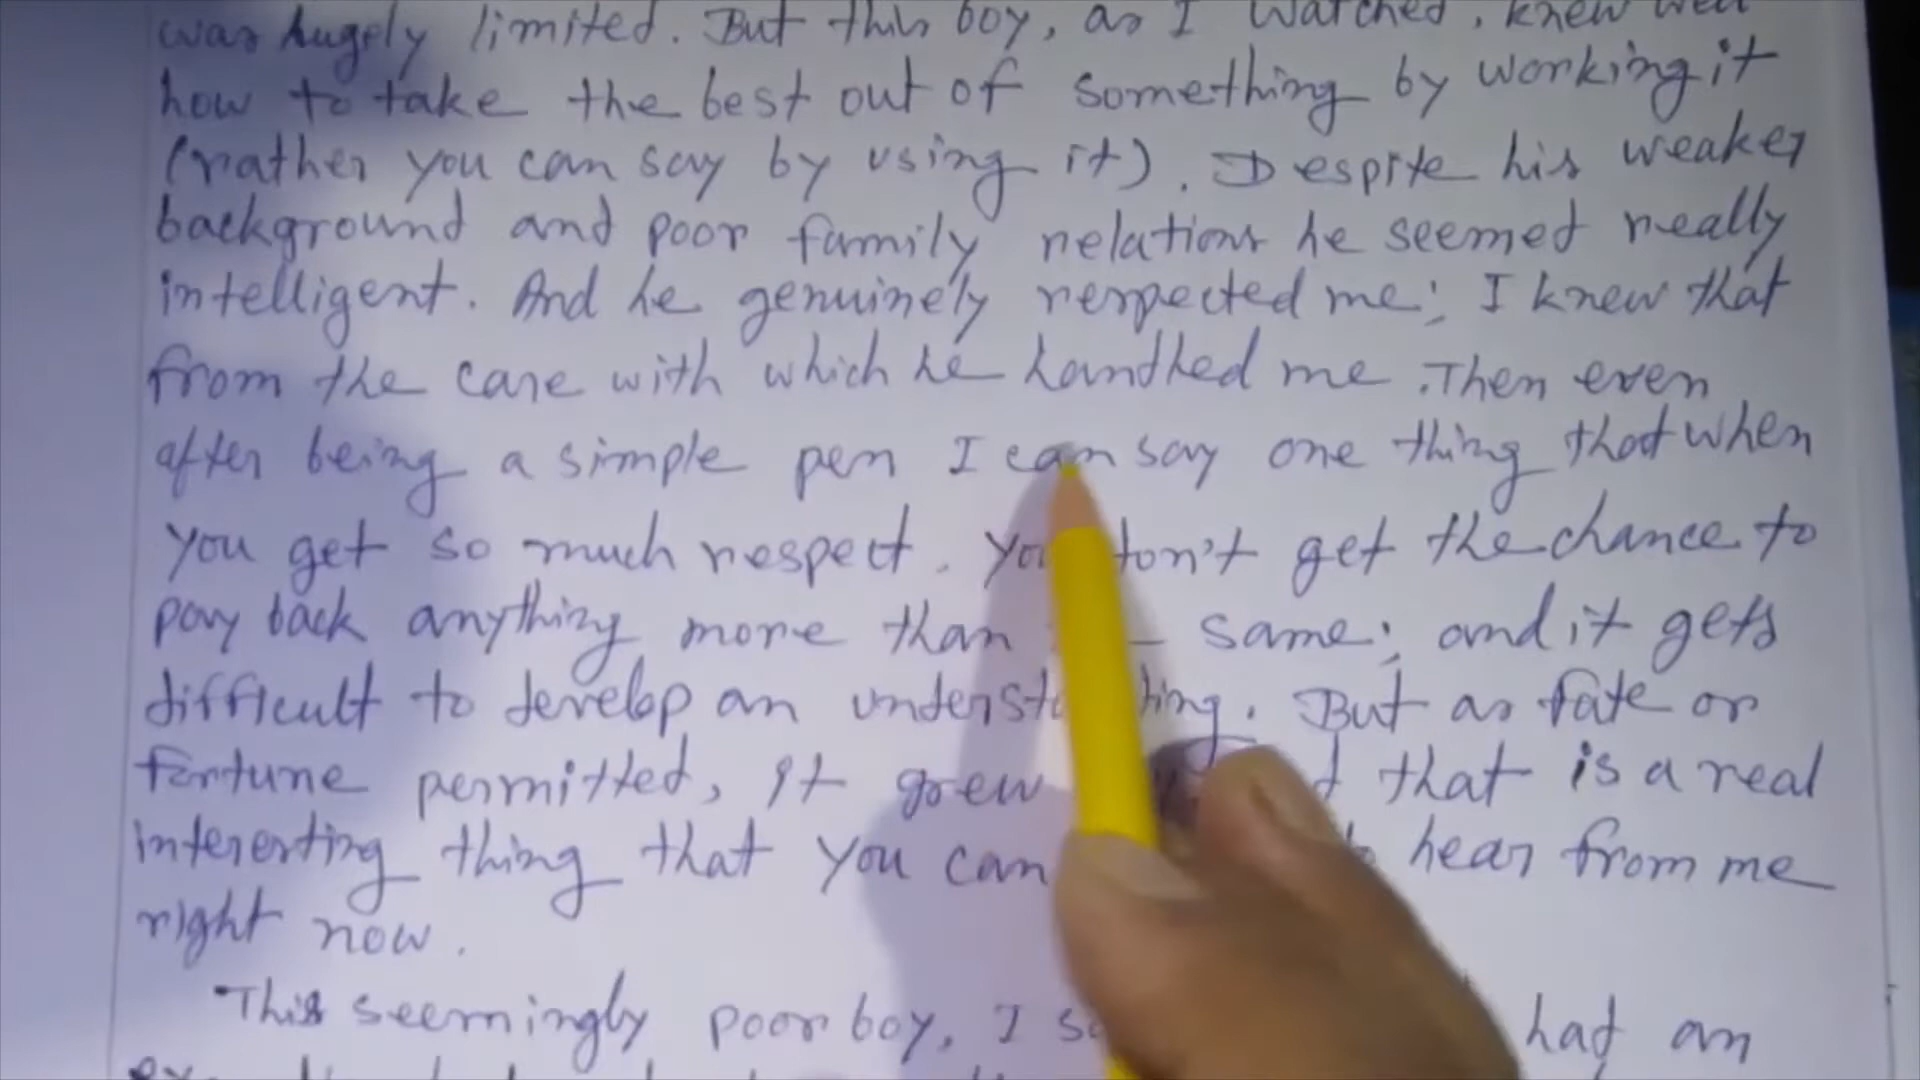 was hugely limited. But this boy, as I watched, knew well
how to take the best out of something by working it
(rather you can say by using it). Despite his weaker
background and poor family relations he seemed really
intelligent. And he genuinely respected me; I knew that
from the care with which he handked me. Then even
after being a simple pen I can say one thing that when
you get so much respect. You don't get the chance to
pay back anything more than same; and it gets
difficult to develop an understanding. But as fate or
fortune permitted, It grew that is a real
interesting thing that you can hear from me
right now.
This seemingly poor boy, I had an